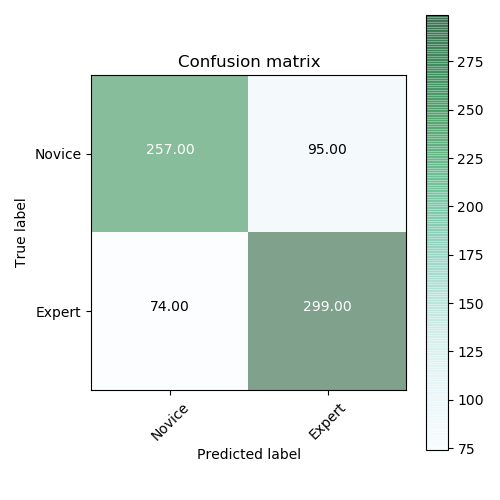 Confusion matrix
True label
Novice
Expert
257.00
95.00
74.00
299.00
Novice
Expert
Predicted label
275
250
225
200
175
150
125
100
75